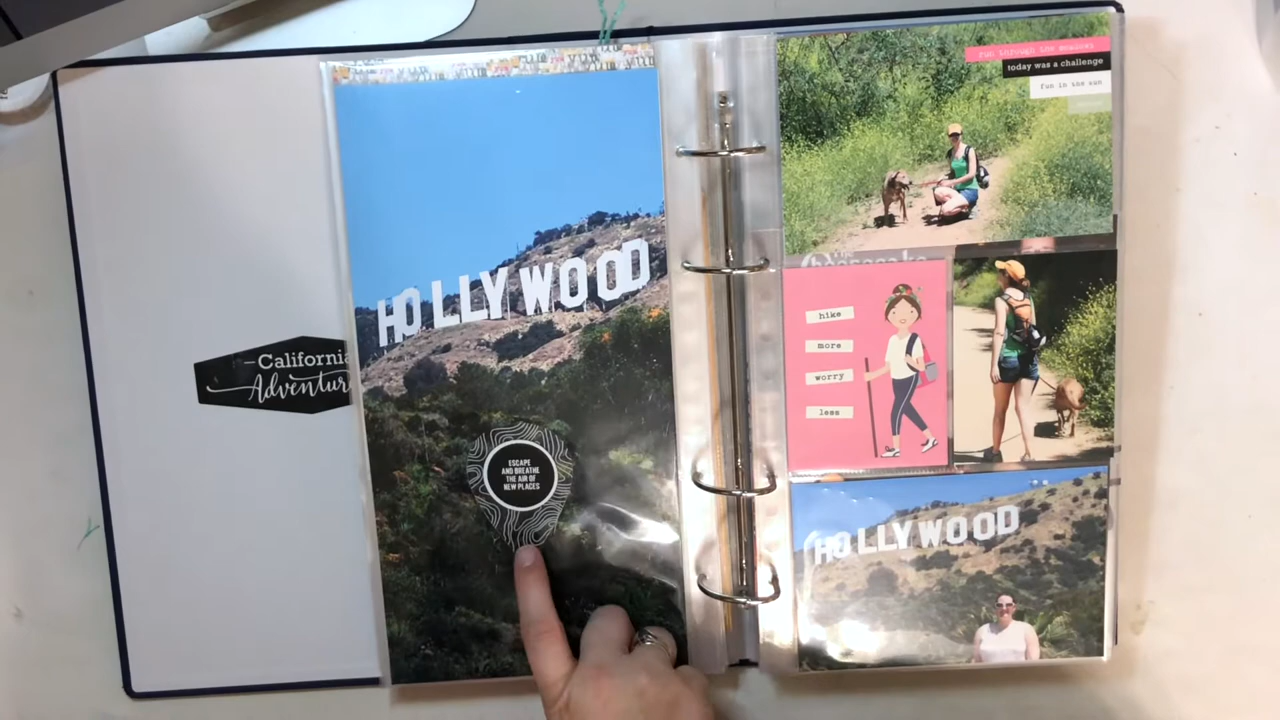 California
Adventur
HOLLYWOOD
ESCAPE
AND BREATHE
THE AIR OF
NEW PLACES
run through the meadows
today was a challenge
fun in the sun
hike
more
worry
less
HOLLYWOOD